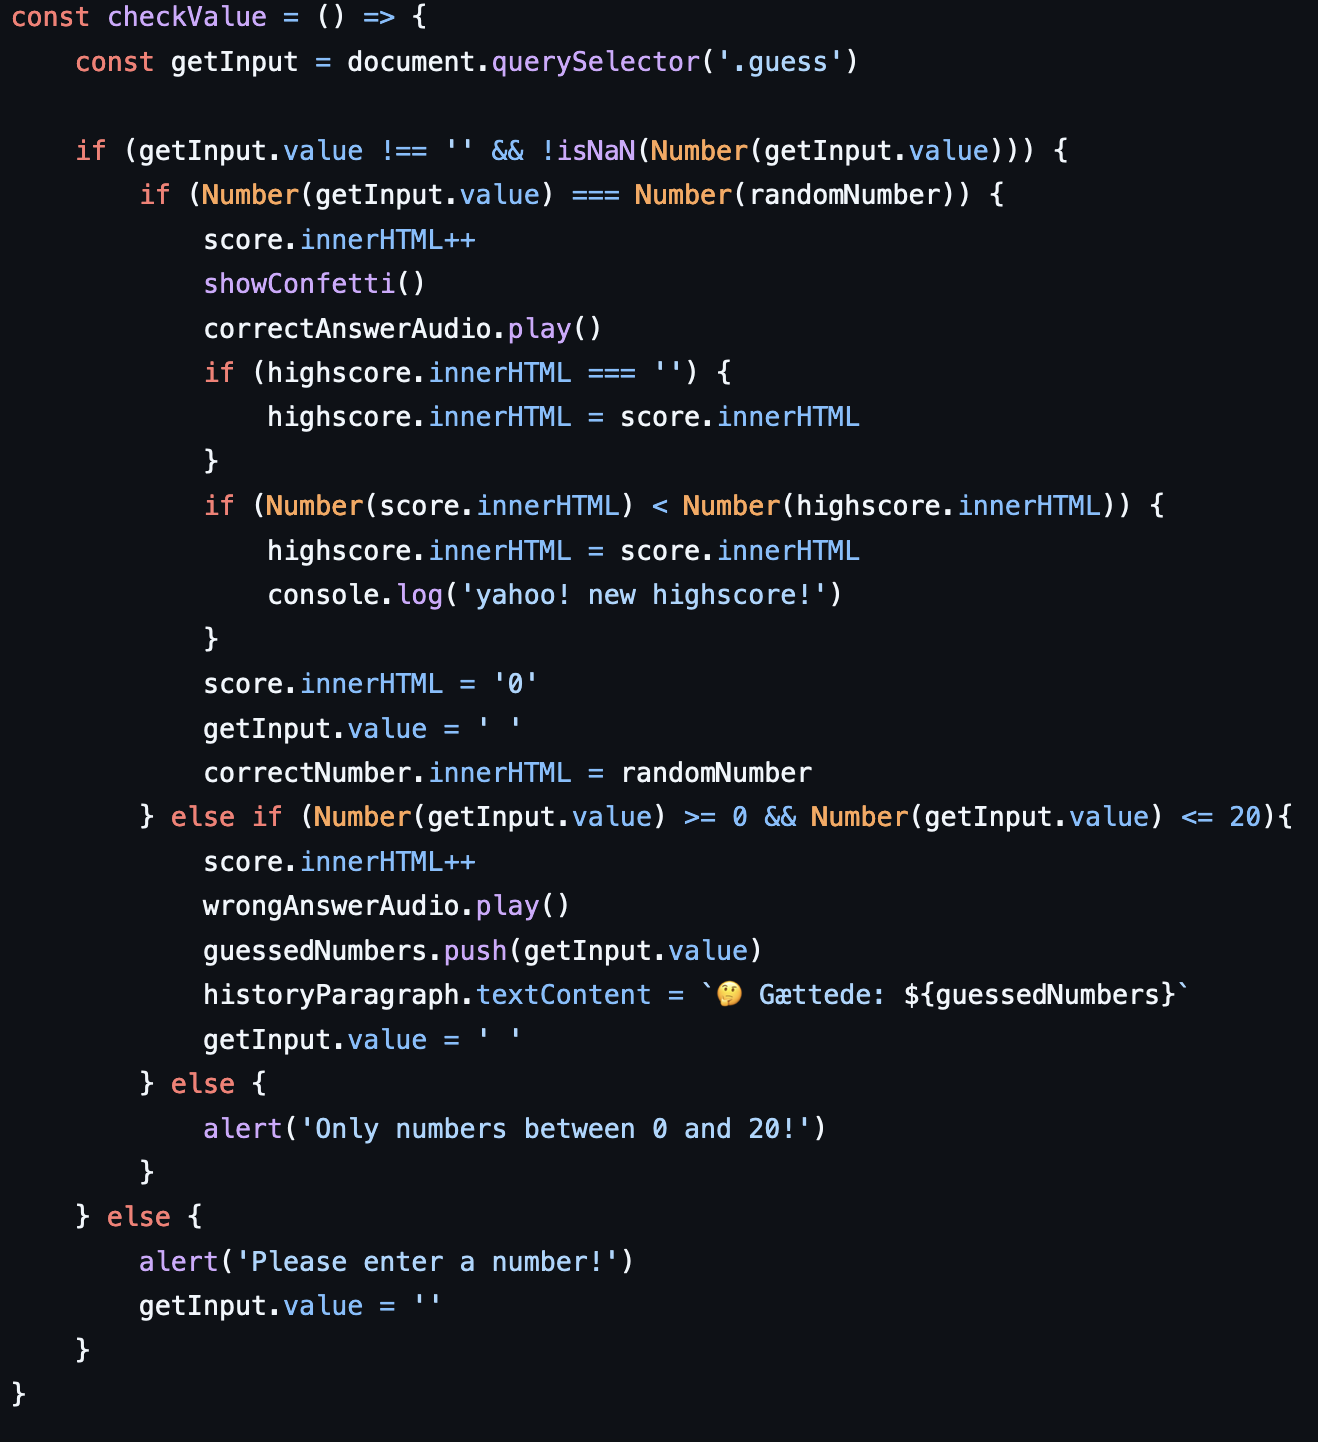 const checkValue = () => {
    const getInput = document.querySelector('.guess')

    if (getInput.value !== '' && !isNaN(Number(getInput.value))) {
        if (Number(getInput.value) === Number(randomNumber)) {
            score.innerHTML++
            showConfetti()
            correctAnswerAudio.play()
            if (highscore.innerHTML === '') {
                highscore.innerHTML = score.innerHTML
            }
            if (Number(score.innerHTML) < Number(highscore.innerHTML)) {
                highscore.innerHTML = score.innerHTML
                console.log('yahoo! new highscore!')
            }
            score.innerHTML = '0'
            getInput.value = ' '
            correctNumber.innerHTML = randomNumber
        } else if (Number(getInput.value) >= 0 && Number(getInput.value) <= 20){
            score.innerHTML++
            wrongAnswerAudio.play()
            guessedNumbers.push(getInput.value)
            historyParagraph.textContent = `🤔 Gættede: ${guessedNumbers}`
            getInput.value = ' '
        } else {
            alert('Only numbers between 0 and 20!')
        }
    } else {
        alert('Please enter a number!')
        getInput.value = ''
    }
}